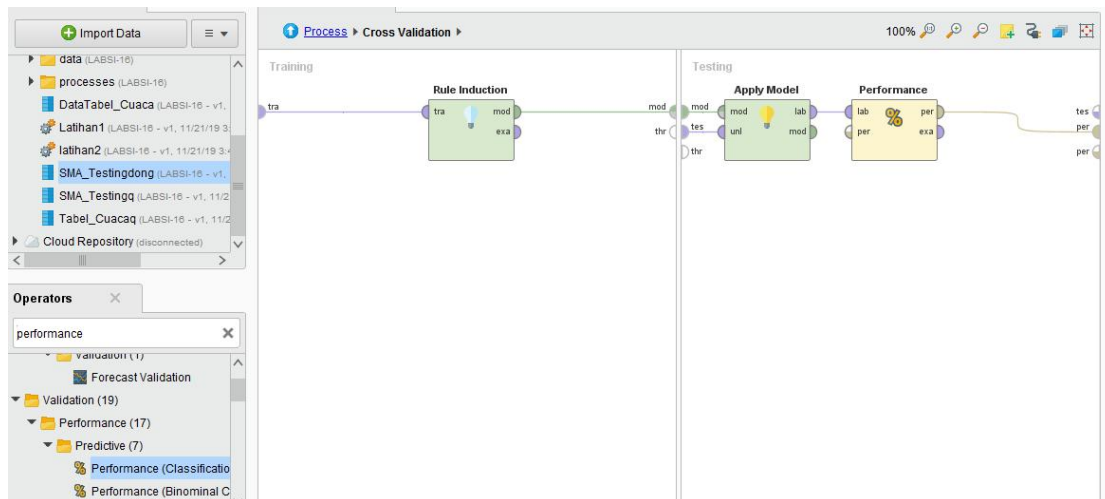 Import Data
data (LABSI-16)
processes (LABSI-16)
DataTabel_Cuaca (LABSI-16 - v1,
Latihan1 (LABSI-16 - v1, 11/21/19 3:
latihan2 (LABSI-16 - v1, 11/21/19 3:4
SMA_Testingdong (LABSI-16 - v1,
SMA_Testingq (LABSI-16 - v1, 11/2
Tabel_Cuacaq (LABSI-16 - v1, 11/2
Cloud Repository (disconnected)
Operators
performance
Validation (1)
Forecast Validation
Validation (19)
Performance (17)
Predictive (7)
Performance (Classificatio
Performance (Binominal C
Process Cross Validation
100%
Training
Rule Induction
tra
tra mod
exa
mod
thr
Testing
Apply Model
mod
tes
thr
mod lab
unl mod
Performance
lab per
per exa
% 
tes
per
per